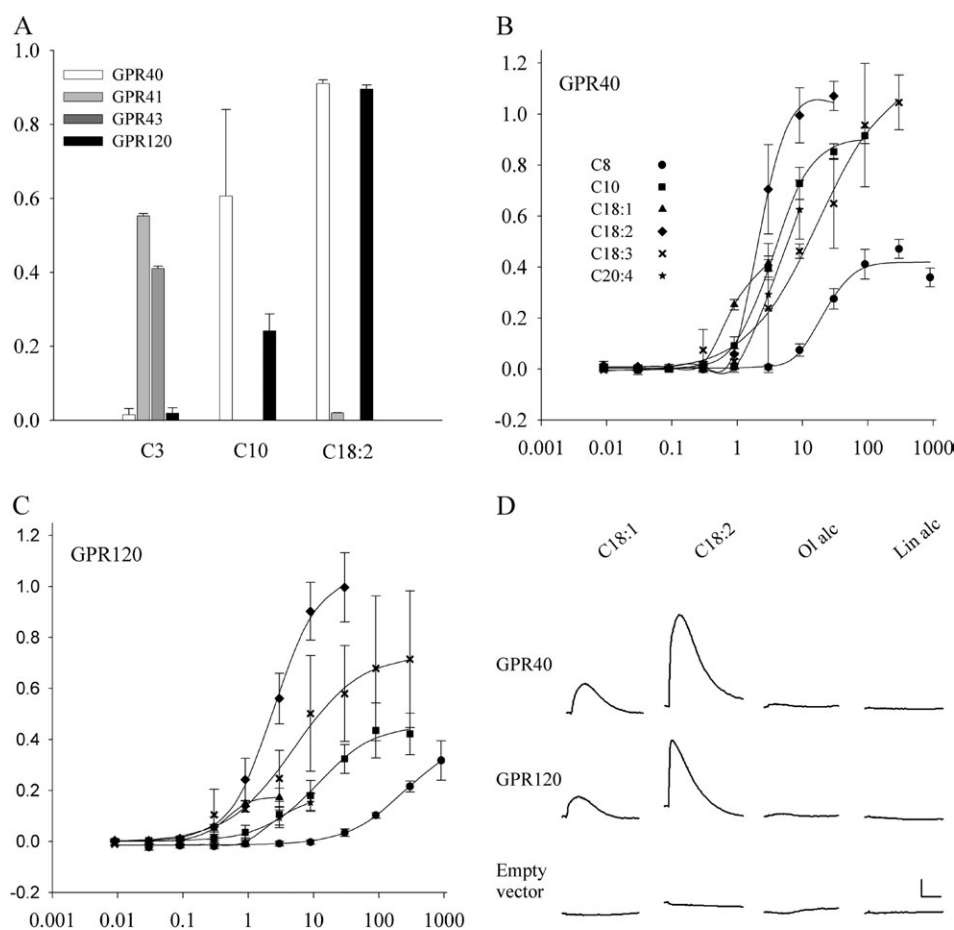 A
1.0
0.8
0.6
0.4
0.2
0.0
GPR40
GPR41
GPR43
GPR120
C3 C10 C18:2
B
GPR40
1.2
1.0
0.8
0.6
0.4
0.2
0.0
-0.2
C8
C10
C18:1
C18:2
C18:3
C20:4
0.001 0.01 0.1 1 10 100 1000
C
GPR120
1.2
1.0
0.8
0.6
0.4
0.2
0.0
-0.2
0.001 0.01 0.1 1 10 100 1000
D
C18:1 C18:2 Ol alc Lin alc
GPR40
GPR120
Empty
vector